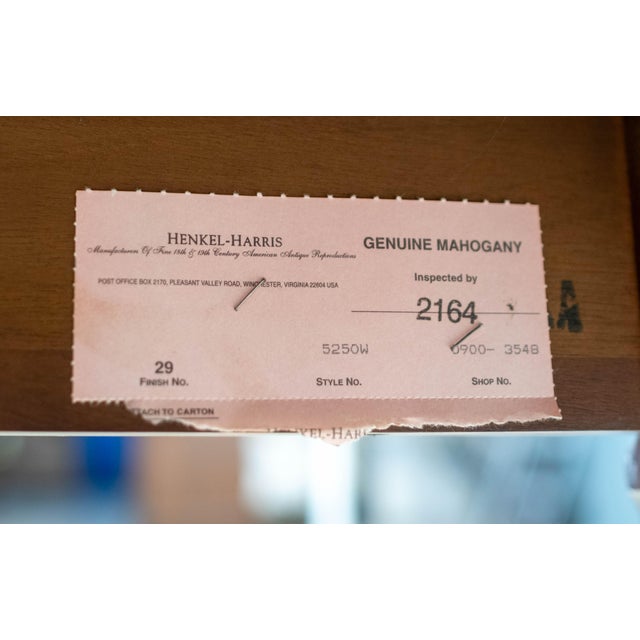 HENKEL-HARRIS
Manufacturers Of Fine 18th & 19th Century American Antique Reproductions
POST OFFICE BOX 2170, PLEASANT VALLEY ROAD, WINCHESTER, VIRGINIA 22604 USA
GENUINE MAHOGANY
Inspected by
2164
29
FINISH NO.
5250W
STYLE NO.
0900- 3548
SHOP NO.
ATTACH TO CARTON
HENKEL-HARR